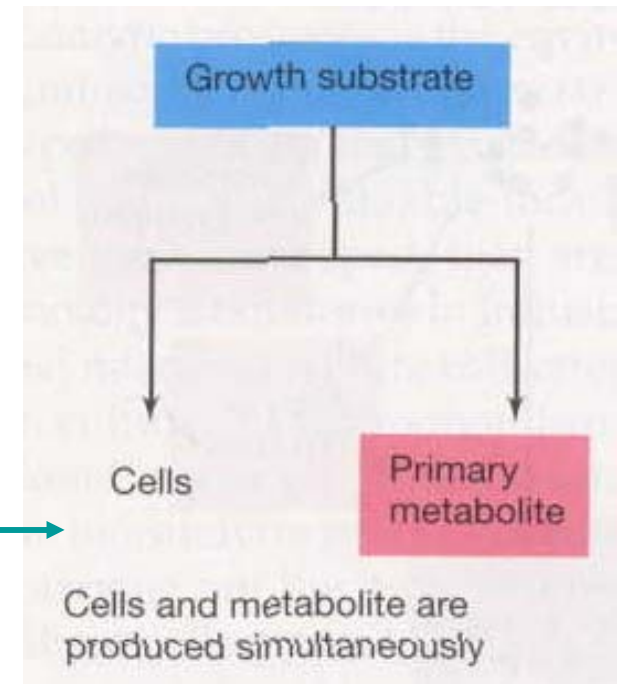 Growth substrate
Cells
Primary
metabolite
Cells and metabolite are
produced simultaneously